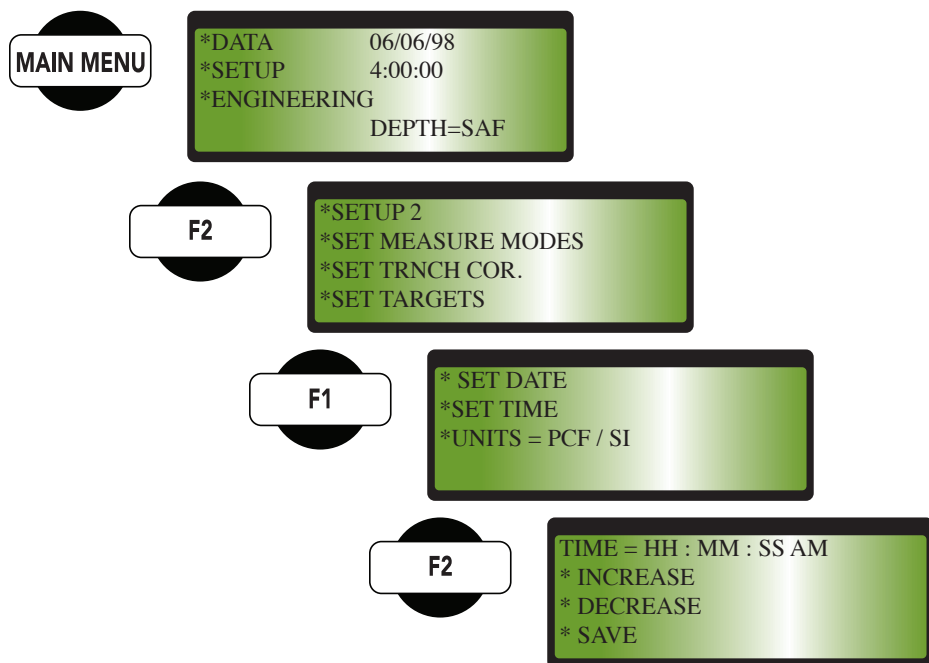 MAIN MENU
*DATA 06/06/98
*SETUP 4:00:00
*ENGINEERING
DEPTH=SAF
F2
*SETUP 2
*SET MEASURE MODES
*SET TRNCH COR.
*SET TARGETS
F1
* SET DATE
*SET TIME
*UNITS = PCF / SI
F2
TIME = HH : MM : SS AM
* INCREASE
* DECREASE
* SAVE